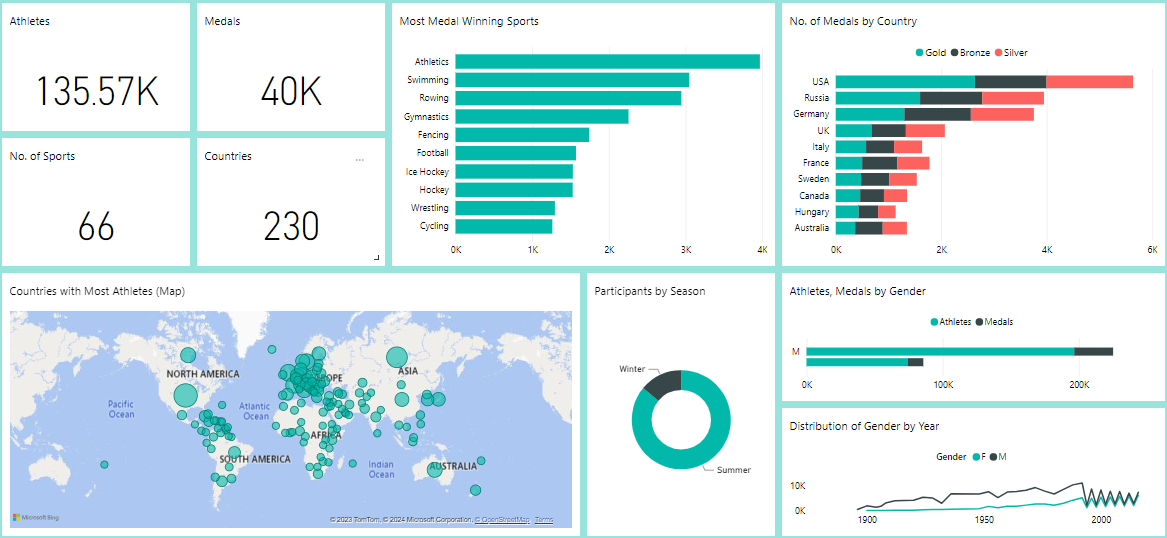 Athletes
135.57K
Medals
40K
No. of Sports
66
Countries
...
230
Most Medal Winning Sports
Athletics
Swimming
Rowing
Gymnastics
Fencing
Football
Ice Hockey
Hockey
Wrestling
Cycling
0K 1K 2K 3K 4K
No. of Medals by Country
Gold Bronze Silver
USA
Russia
Germany
UK
Italy
France
Sweden
Canada
Hungary
Australia
0K 2K 4K 6K
Countries with Most Athletes (Map)
NORTH AMERICA
ASIA
Pacific
Ocean
Atlantic
Ocean
AFRICA
SOUTH AMERICA
Indian
Ocean
AUSTRALIA
Microsoft Bing
© 2023 TomTom, © 2024 Microsoft Corporation, © OpenStreetMap Terms
Participants by Season
Winter
Summer
Athletes, Medals by Gender
Athletes Medals
M
0K 100K 200K
Distribution of Gender by Year
Gender F M
10K
0K
1900 1950 2000